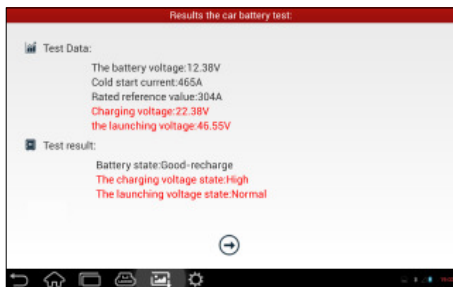 Results the car battery test:
Test Data:
The battery voltage:12.38V
Cold start current:465A
Rated reference value:304A
Charging voltage:22.38V
the launching voltage:46.55V
Test result:
Battery state:Good-recharge
The charging voltage state:High
The launching voltage state:Normal